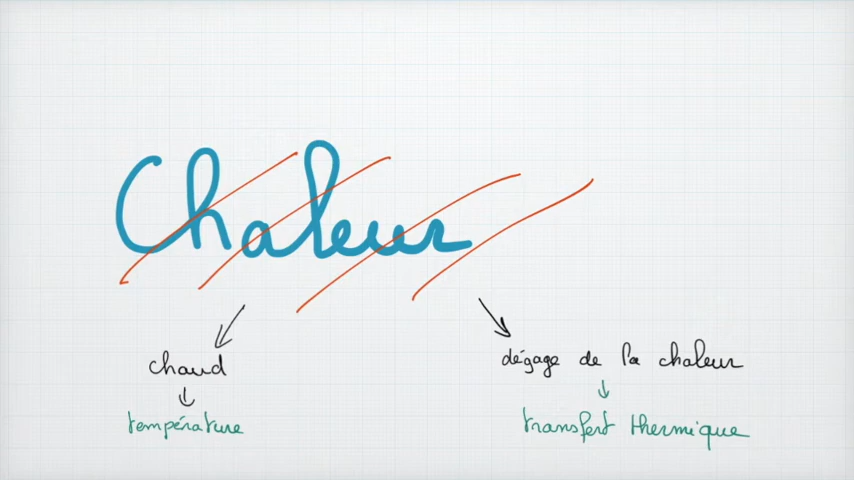 Chaleur
chaud
dégage de la chaleur
température
transfert thermique